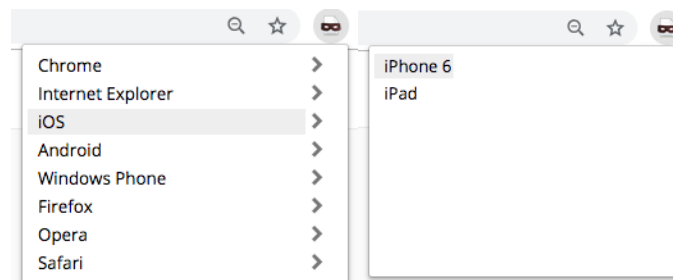 Chrome
Internet Explorer
iOS
Android
Windows Phone
Firefox
Opera
Safari
iPhone 6
iPad